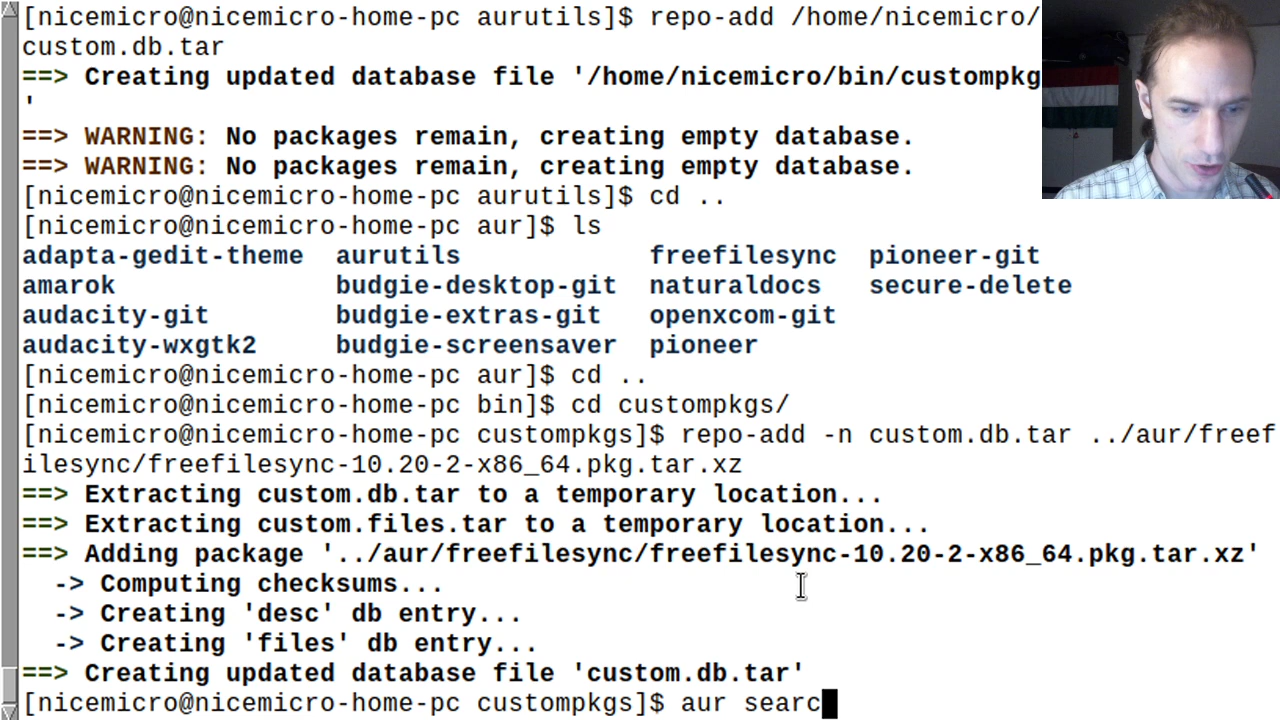 [nicemicro@nicemicro-home-pc aurutils]$ repo-add /home/nicemicro/
custom.db.tar
==> Creating updated database file '/home/nicemicro/bin/custompkg
'
==> WARNING: No packages remain, creating empty database.
==> WARNING: No packages remain, creating empty database.
[nicemicro@nicemicro-home-pc aurutils]$ cd ..
[nicemicro@nicemicro-home-pc aur]$ ls
adapta-gedit-theme  aurutils            freefilesync  pioneer-git
amarok              budgie-desktop-git  naturaldocs   secure-delete
audacity-git        budgie-extras-git   openxcom-git
audacity-wxgtk2     budgie-screensaver  pioneer
[nicemicro@nicemicro-home-pc aur]$ cd ..
[nicemicro@nicemicro-home-pc bin]$ cd custompkgs/
[nicemicro@nicemicro-home-pc custompkgs]$ repo-add -n custom.db.tar ../aur/freef
ilesync/freefilesync-10.20-2-x86_64.pkg.tar.xz
==> Extracting custom.db.tar to a temporary location...
==> Extracting custom.files.tar to a temporary location...
==> Adding package '../aur/freefilesync/freefilesync-10.20-2-x86_64.pkg.tar.xz'
  -> Computing checksums...
  -> Creating 'desc' db entry...
  -> Creating 'files' db entry...
==> Creating updated database file 'custom.db.tar'
[nicemicro@nicemicro-home-pc custompkgs]$ aur searc